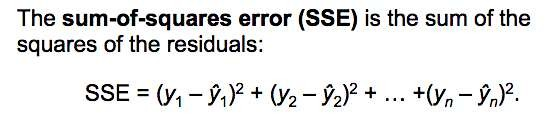 The sum-of-squares error (SSE) is the sum of the
squares of the residuals:
SSE = (y₁ – ŷ₁)² + (y₂ – ŷ₂)² + … +(yₙ – ŷₙ)².